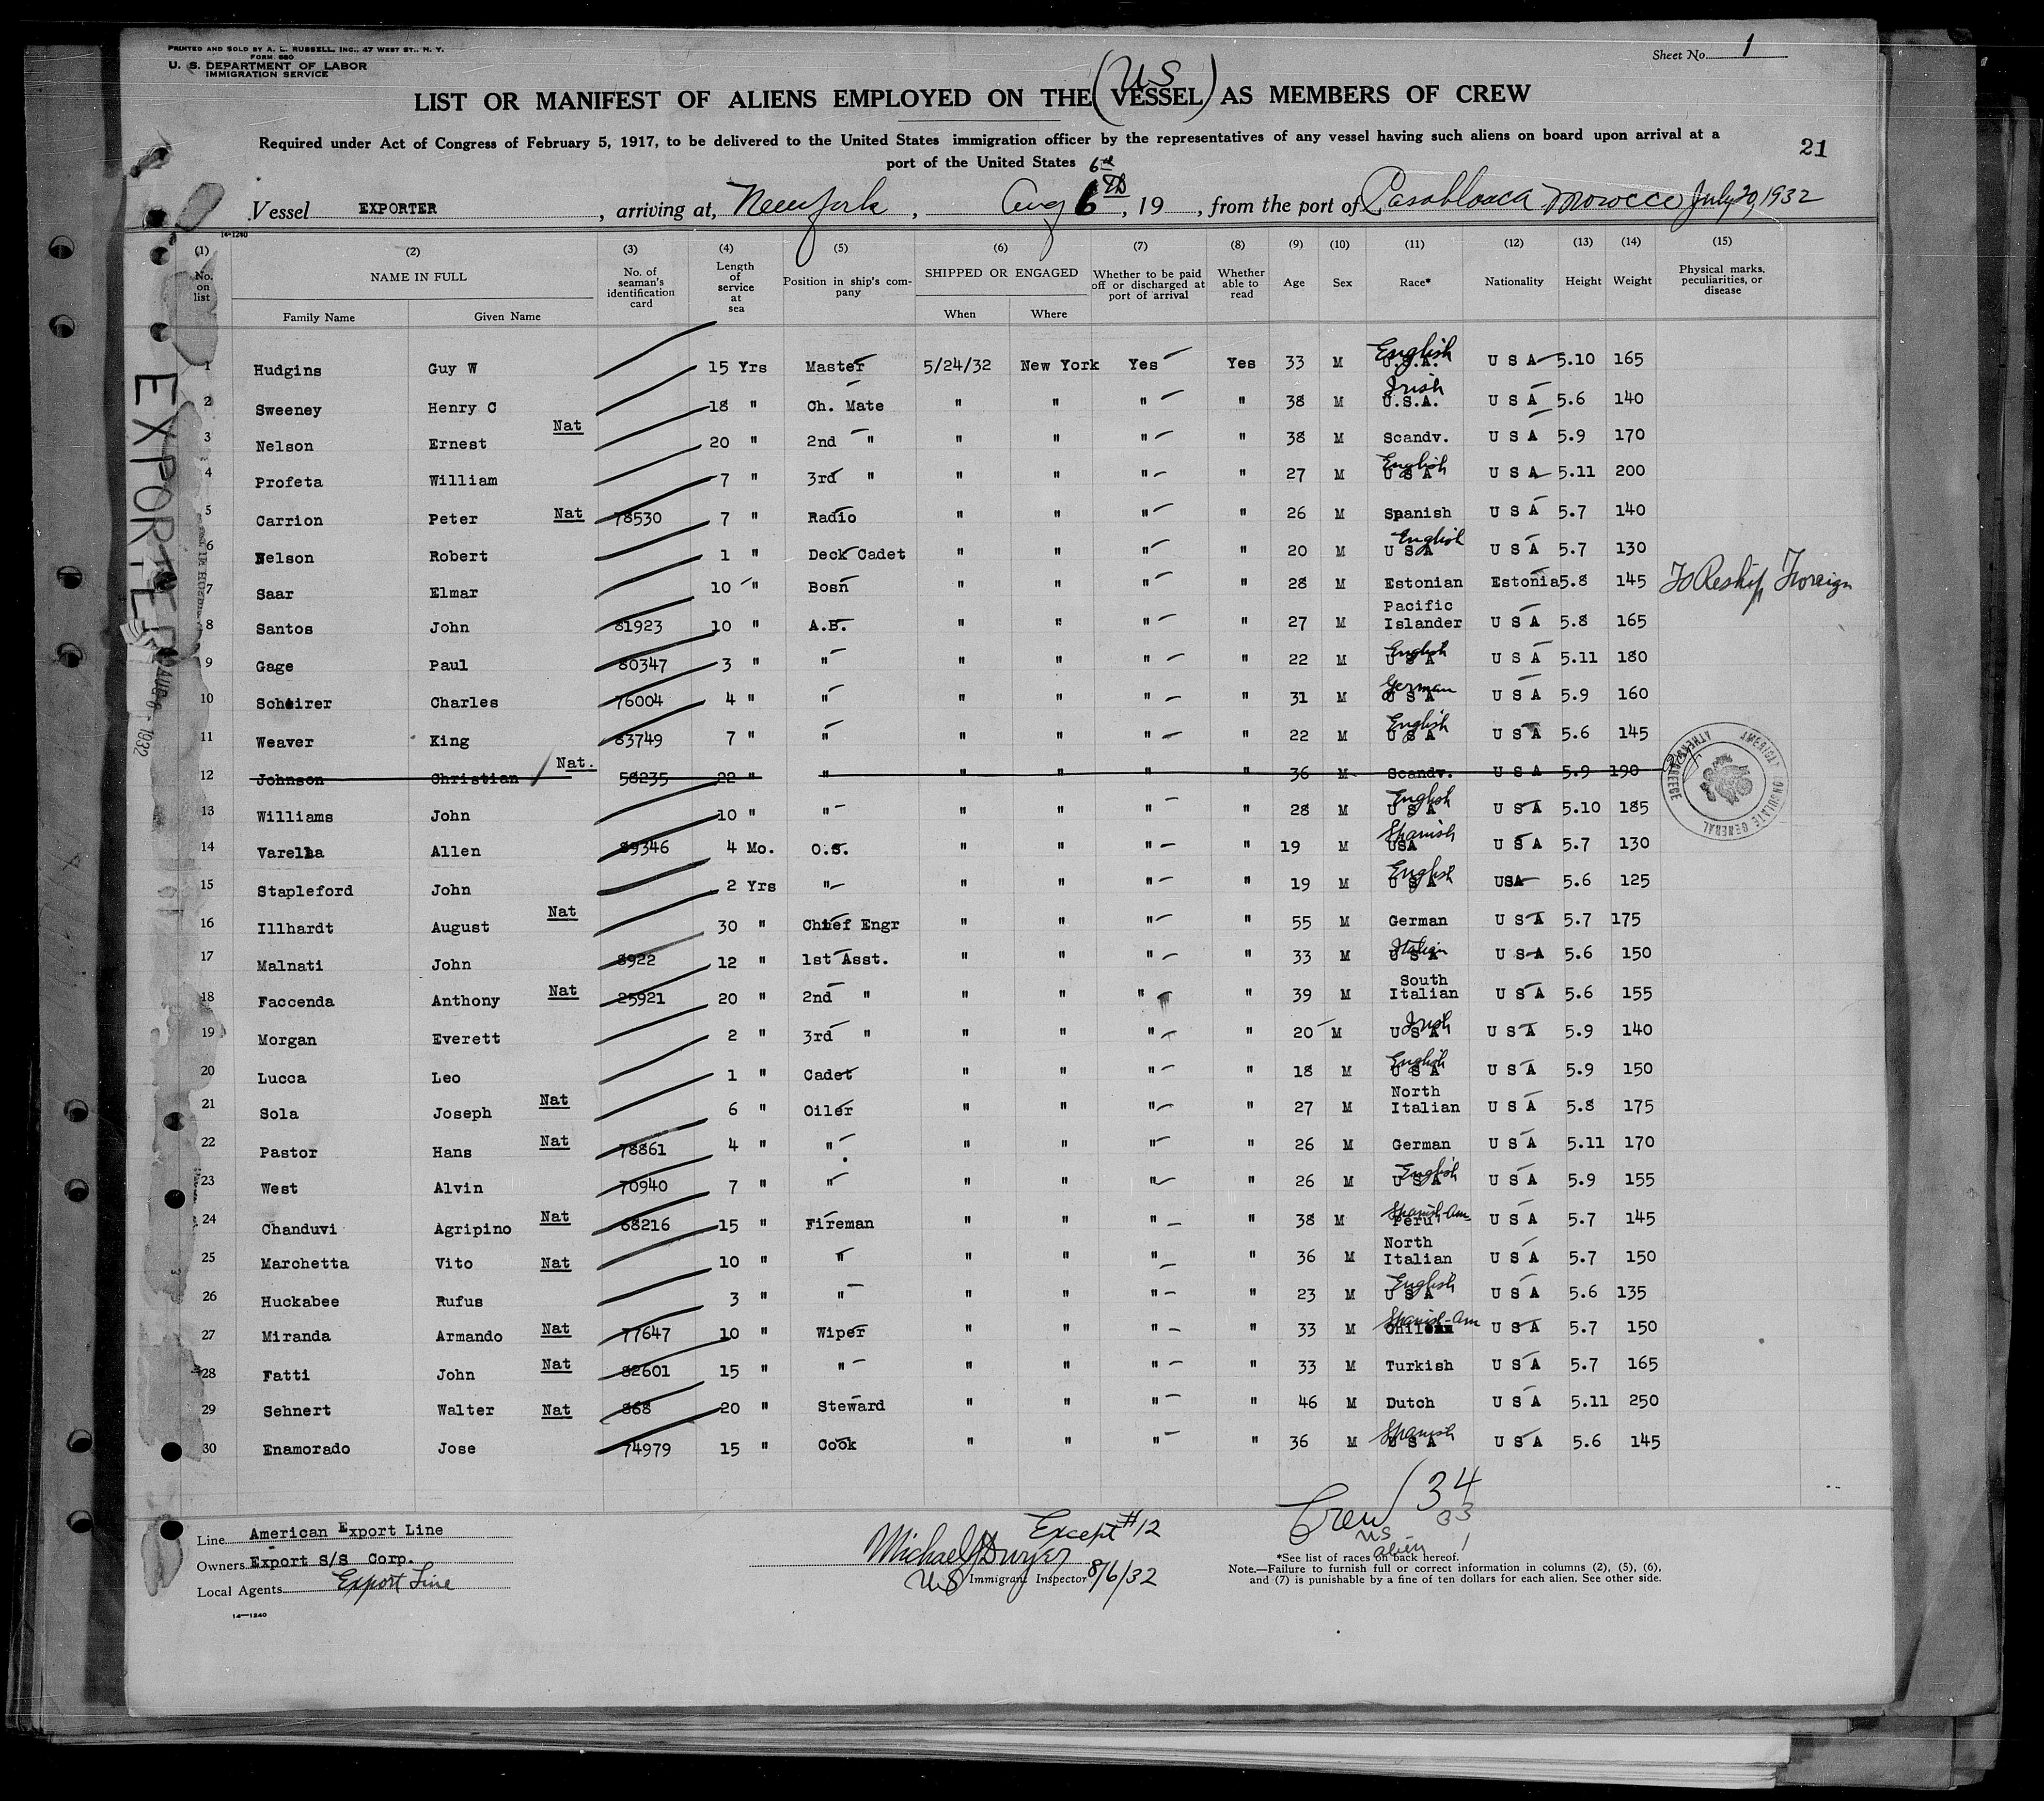 PRINTED AND SOLD BY A. L. RUSSELL, INC., 47 WEST ST., N. Y.
FORM 680
U. S. DEPARTMENT OF LABOR
IMMIGRATION SERVICE
Sheet No. 1
(US)
LIST OR MANIFEST OF ALIENS EMPLOYED ON THE VESSEL AS MEMBERS OF CREW
Required under Act of Congress of February 5, 1917, to be delivered to the United States immigration officer by the representatives of any vessel having such aliens on board upon arrival at a
port of the United States
21
Vessel EXPORTER, arriving at, New York, Aug 6th, 19, from the port of Casablanca Morocco July 20, 1932
14-1240
(1) (2) (3) (4) (5) (6) (7) (8) (9) (10) (11) (12) (13) (14) (15)
No. on list NAME IN FULL No. of seaman's identification card Length of service at sea Position in ship's company SHIPPED OR ENGAGED Whether to be paid off or discharged at port of arrival Whether able to read Age Sex Race* Nationality Height Weight Physical marks, peculiarities, or disease
Family Name Given Name When Where
1 Hudgins Guy W 15 Yrs Master 5/24/32 New York Yes Yes 33 M U.S.A. English U S A 5.10 165
2 Sweeney Henry C 18 " Ch. Mate " " " " 38 M U.S.A. Irish U S A 5.6 140
3 Nelson Ernest Nat 20 " 2nd " " " " " 38 M Scandv. U S A 5.9 170
4 Profeta William 7 " 3rd " " " " " 27 M U S A English U S A 5.11 200
5 Carrion Peter Nat 78530 7 " Radio " " " " 26 M Spanish U S A 5.7 140
6 Nelson Robert 1 " Deck Cadet " " " " 20 M U S A English U S A 5.7 130
7 Saar Elmar 10 " Bosn " " " " 28 M Estonian Estonia 5.8 145 To Reship Foreign
8 Santos John 81923 10 " A.B. " " " " 27 M Pacific Islander U S A 5.8 165
9 Gage Paul 80347 3 " " " " " " 22 M U S A English U S A 5.11 180
10 Scheirer Charles 76004 4 " " " " " " 31 M U S A German U S A 5.9 160
11 Weaver King 83749 7 " " " " " " 22 M U S A English U S A 5.6 145
12 Johnson Christian Nat. 58235 22 " " " " " " 36 M Scandv. U S A 5.9 190
13 Williams John 10 " " " " " " 28 M U S A English U S A 5.10 185
14 Varella Allen 89346 4 Mo. O.S. " " " " 19 M USA Spanish U S A 5.7 130
15 Stapleford John 2 Yrs " " " " " 19 M U S A English USA 5.6 125
16 Illhardt August Nat 30 " Chief Engr " " " " 55 M German U S A 5.7 175
17 Malnati John 8922 12 " 1st Asst. " " " " 33 M U S A Italian U S A 5.6 150
18 Faccenda Anthony Nat 25921 20 " 2nd " " " " " 39 M South Italian U S A 5.6 155
19 Morgan Everett 2 " 3rd " " " " " 20 M U S A Irish U S A 5.9 140
20 Lucca Leo 1 " Cadet " " " " 18 M U S A English U S A 5.9 150
21 Sola Joseph Nat 6 " Oiler " " " " 27 M North Italian U S A 5.8 175
22 Pastor Hans Nat 78861 4 " " " " " " 26 M German U S A 5.11 170
23 West Alvin 70940 7 " " " " " " 26 M U S A English U S A 5.9 155
24 Chanduvi Agripino Nat 68216 15 " Fireman " " " " 38 M Peru Spanish-Am U S A 5.7 145
25 Marchetta Vito Nat 10 " " " " " " 36 M North Italian U S A 5.7 150
26 Huckabee Rufus 3 " " " " " " 23 M U S A English U S A 5.6 135
27 Miranda Armando Nat 77647 10 " Wiper " " " " 33 M Spanish-Am U S A 5.7 150
28 Fatti John Nat 82601 15 " " " " " " 33 M Turkish U S A 5.7 165
29 Sehnert Walter Nat 868 20 " Steward " " " " 46 M Dutch U S A 5.11 250
30 Enamorado Jose 74979 15 " Cook " " " " 36 M U S A Spanish U S A 5.6 145
EXPORTER
AUG 6 - 1932
AMERICAN CONSULATE GENERAL ATHENS GREECE
Crew 34
US 33
alien 1
Line American Export Line
Owners Export S/S Corp.
Local Agents Export Line
14-1240
Except #12
Michael J Dwyer
US Immigrant Inspector 8/6/32
*See list of races on back hereof.
Note.—Failure to furnish full or correct information in columns (2), (5), (6),
and (7) is punishable by a fine of ten dollars for each alien. See other side.